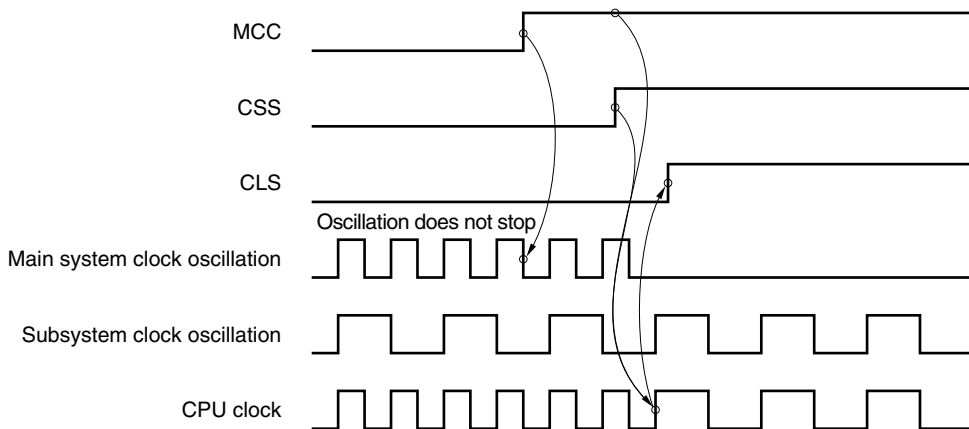 MCC
CSS
CLS
Oscillation does not stop
Main system clock oscillation
Subsystem clock oscillation
CPU clock